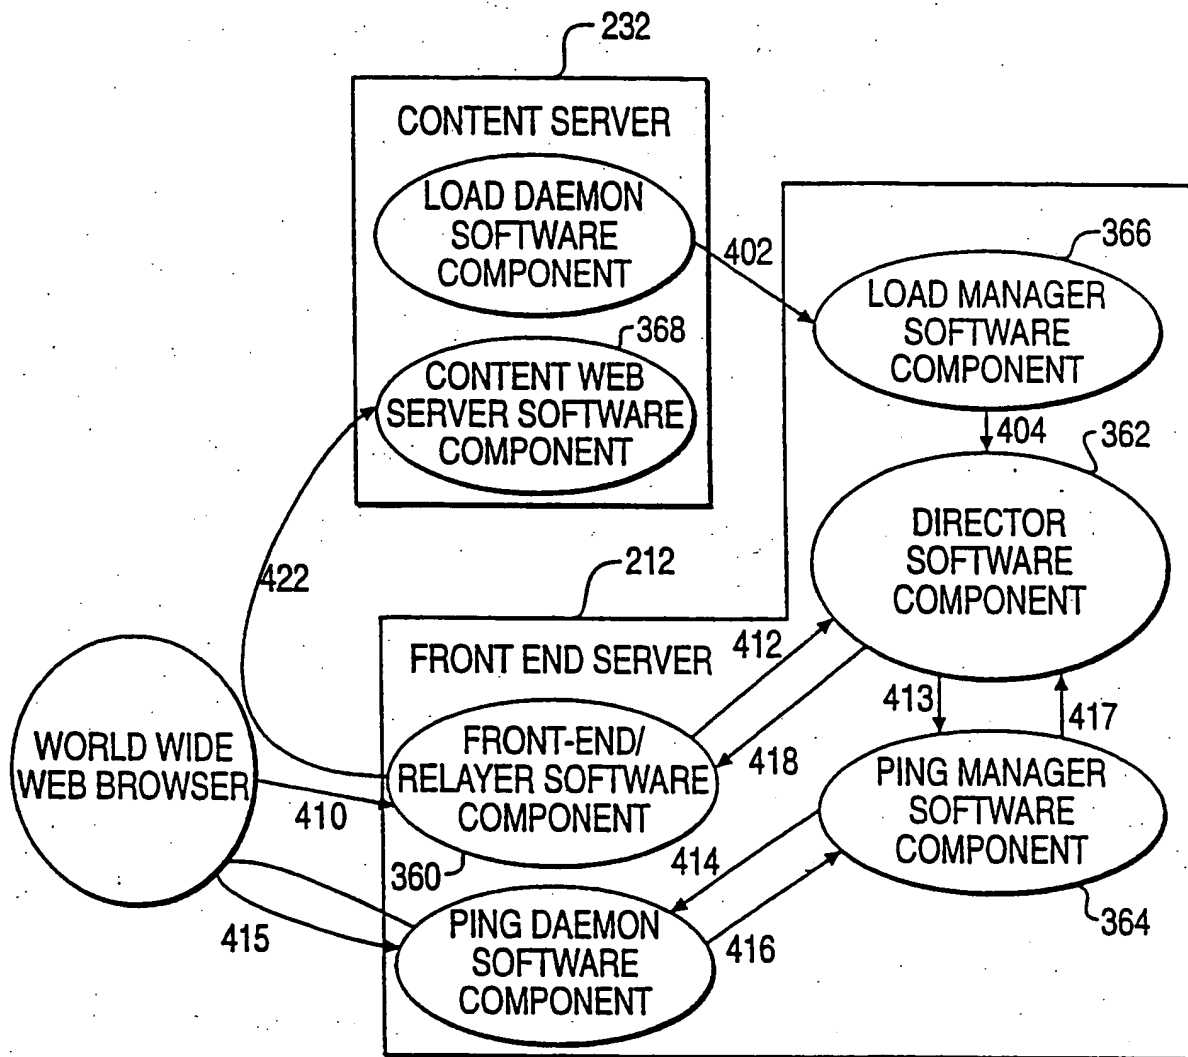 232
CONTENT SERVER
LOAD DAEMON
SOFTWARE
COMPONENT
402
366
LOAD MANAGER
SOFTWARE
COMPONENT
368
CONTENT WEB
SERVER SOFTWARE
COMPONENT
404
362
DIRECTOR
SOFTWARE
COMPONENT
422
212
FRONT END SERVER
412
413
417
WORLD WIDE
WEB BROWSER
FRONT-END/
RELAYER SOFTWARE
COMPONENT
418
PING MANAGER
SOFTWARE
COMPONENT
410
360
414
364
415
PING DAEMON
SOFTWARE
COMPONENT
416